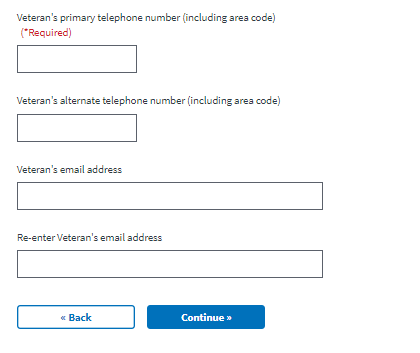 Veteran's primary telephone number (including area code)
(*Required)
Veteran's alternate telephone number (including area code)
Veteran's email address
Re-enter Veteran's email address
« Back
Continue »